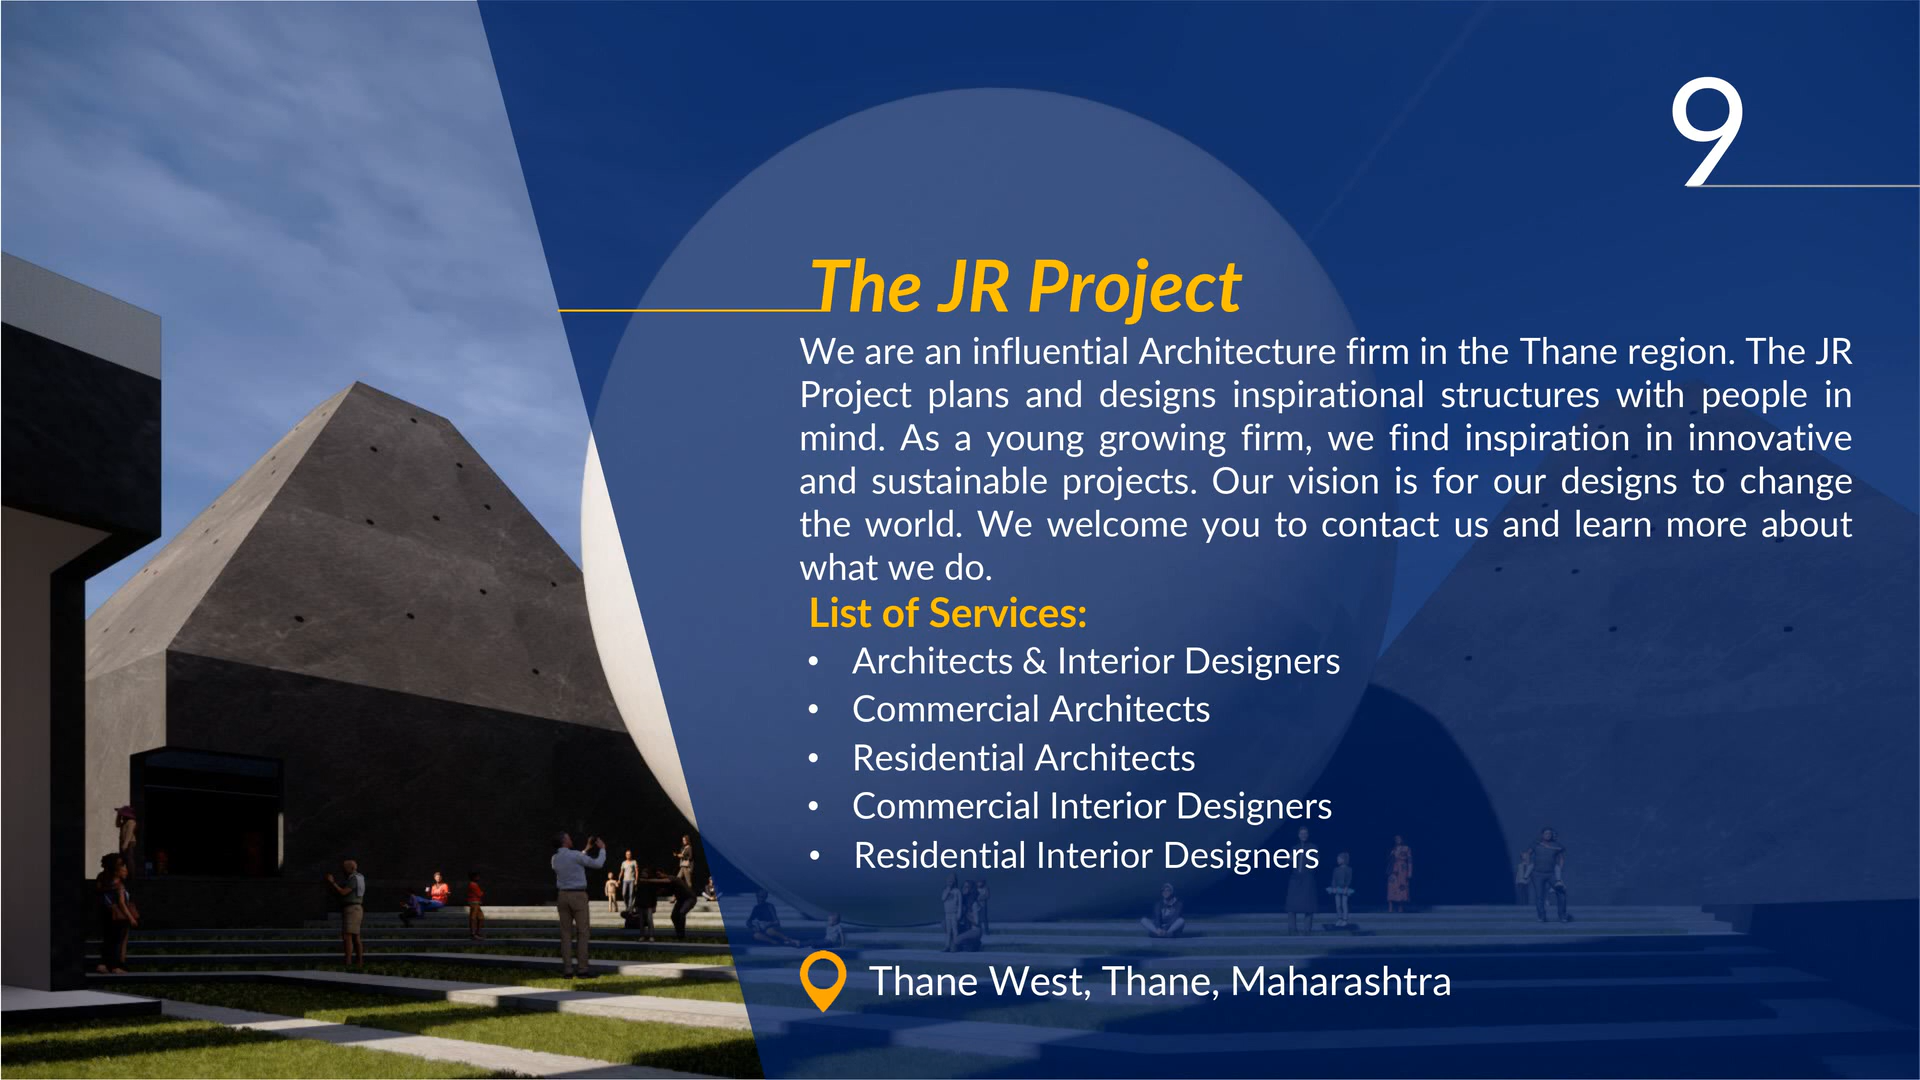 9
The JR Project
We are an influential Architecture firm in the Thane region. The JR
Project plans and designs inspirational structures with people in
mind. As a young growing firm, we find inspiration in innovative
and sustainable projects. Our vision is for our designs to change
the world. We welcome you to contact us and learn more about
what we do.
List of Services:
• Architects & Interior Designers
• Commercial Architects
• Residential Architects
• Commercial Interior Designers
• Residential Interior Designers
Thane West, Thane, Maharashtra